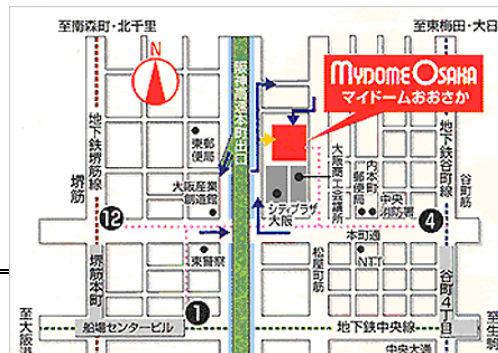 至南森町・北千里
至東梅田・大日
N
阪神高速本町出口
MYDOME OSAKA
マイドームおおさか
地下鉄堺筋線
堺筋
東郵便局
大阪産業創造館
シティプラザ大阪
大阪商工会議所
内本町郵便局
中央消防署
地下鉄谷町線
谷町筋
12
4
本町通
東警察
松屋町筋
NTT
堺筋本町
谷町4丁目
1
至大阪港
船場センタービル
地下鉄中央線
中央大通